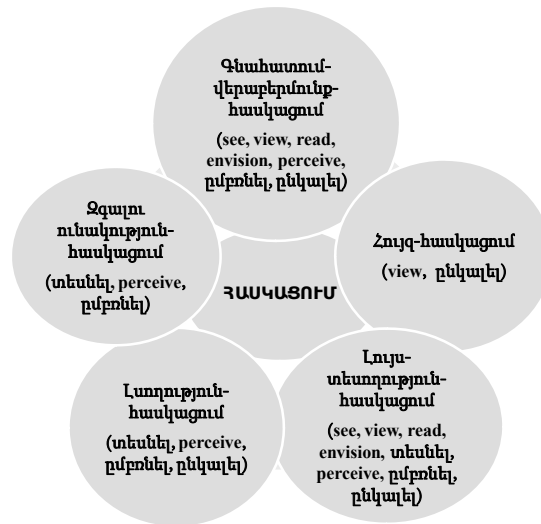 Գնահատում-
վերաբերմունք-
հասկացում
(see, view, read,
envision, perceive,
ըմբռնել, ընկալել)
Զգալու
ունակություն-
հասկացում
(տեսնել, perceive,
ըմբռնել)
Հույզ-հասկացում
(view, ընկալել)
ՀԱՍԿԱՑՈՒՄ
Լսողություն-
հասկացում
(տեսնել, perceive,
ըմբռնել, ընկալել)
Լույս-
տեսողություն-
հասկացում
(see, view, read,
envision, տեսնել,
perceive, ըմբռնել,
ընկալել)